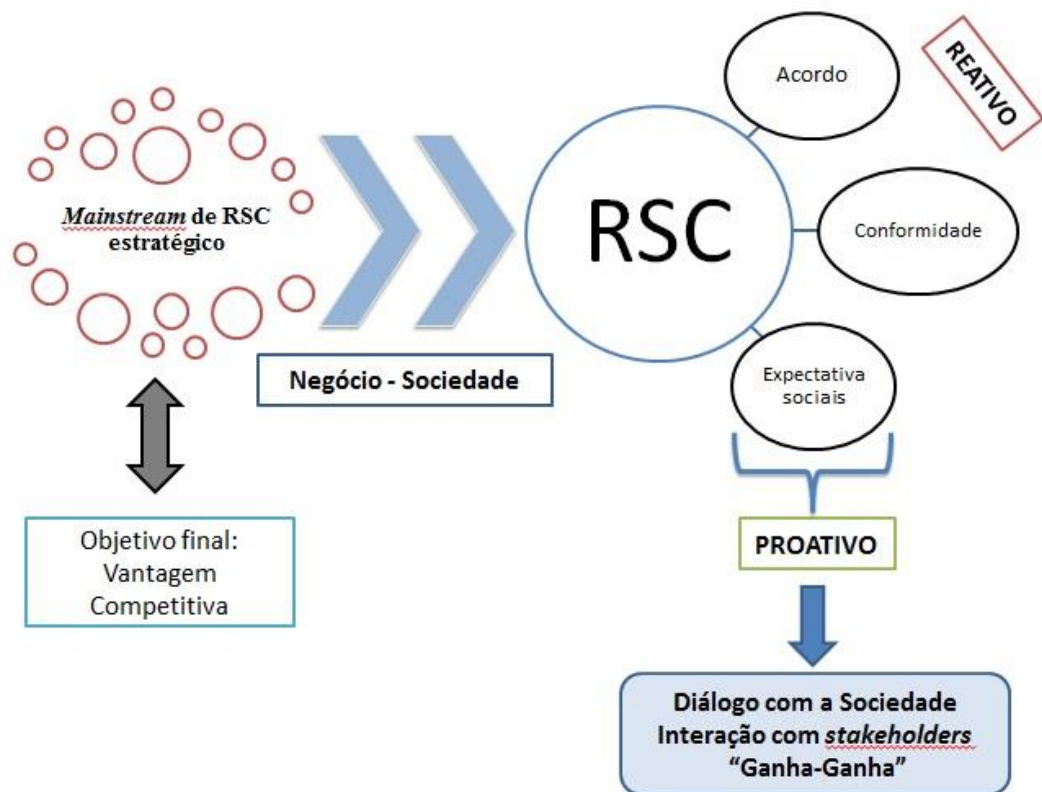 Mainstream de RSC
estratégico
Objetivo final:
Vantagem
Competitiva
Negócio - Sociedade
RSC
Acordo
REATIVO
Conformidade
Expectativa
sociais
PROATIVO
Diálogo com a Sociedade
Interação com stakeholders
“Ganha-Ganha”